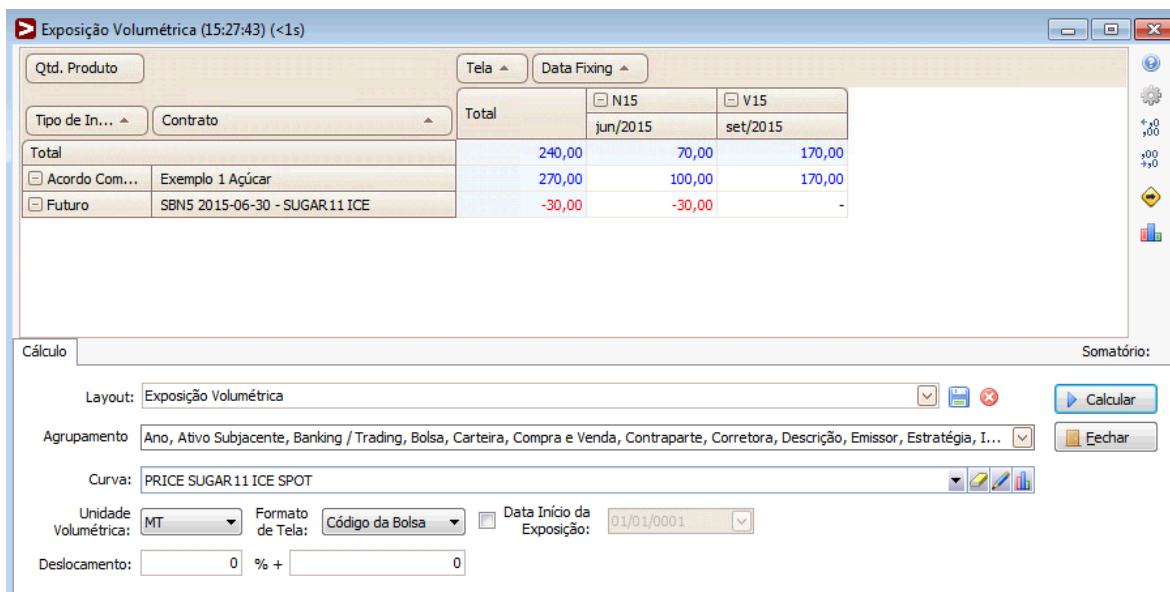 Exposição Volumétrica (15:27:43) (<1s)
Qtd. Produto
Tela
Data Fixing
Tipo de In...
Contrato
Total
N15
V15
jun/2015
set/2015
Total 240,00 70,00 170,00
Acordo Com... Exemplo 1 Açúcar 270,00 100,00 170,00
Futuro SBN5 2015-06-30 - SUGAR11 ICE -30,00 -30,00 -
←,0
,00
,00
→,0
Cálculo
Somatório:
Layout: Exposição Volumétrica
Calcular
Agrupamento Ano, Ativo Subjacente, Banking / Trading, Bolsa, Carteira, Compra e Venda, Contraparte, Corretora, Descrição, Emissor, Estratégia, I...
Fechar
Curva: PRICE SUGAR11 ICE SPOT
Unidade Volumétrica: MT
Formato de Tela: Código da Bolsa
Data Início da Exposição: 01/01/0001
Deslocamento: 0 % + 0